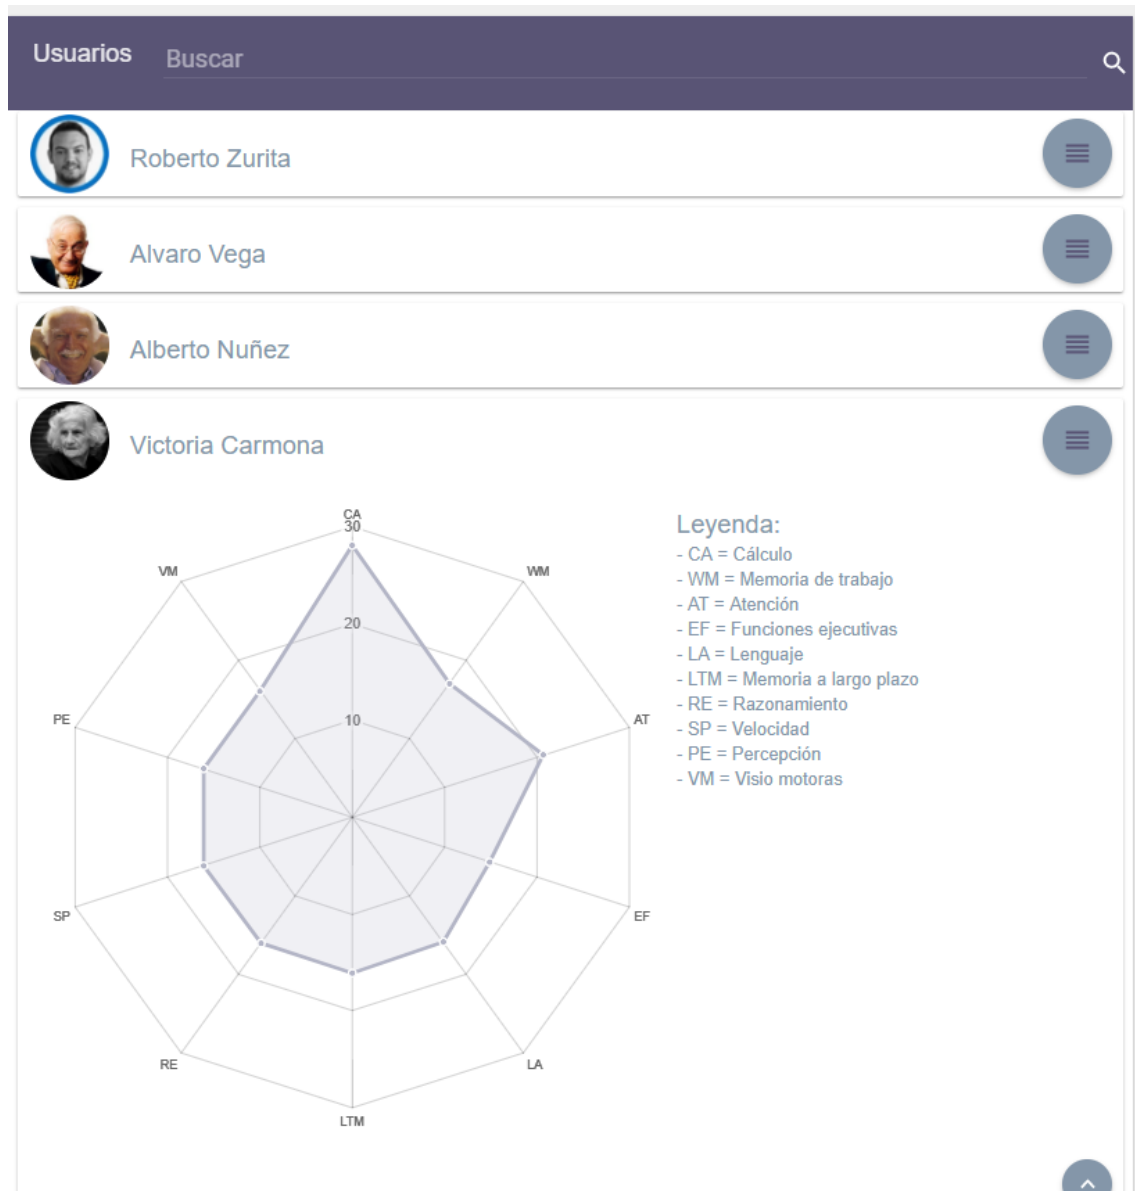 Usuarios
Buscar
Roberto Zurita
Alvaro Vega
Alberto Nuñez
Victoria Carmona
CA
30
VM
WM
20
10
PE
AT
SP
EF
RE
LA
LTM
Leyenda:
- CA = Cálculo
- WM = Memoria de trabajo
- AT = Atención
- EF = Funciones ejecutivas
- LA = Lenguaje
- LTM = Memoria a largo plazo
- RE = Razonamiento
- SP = Velocidad
- PE = Percepción
- VM = Visio motoras